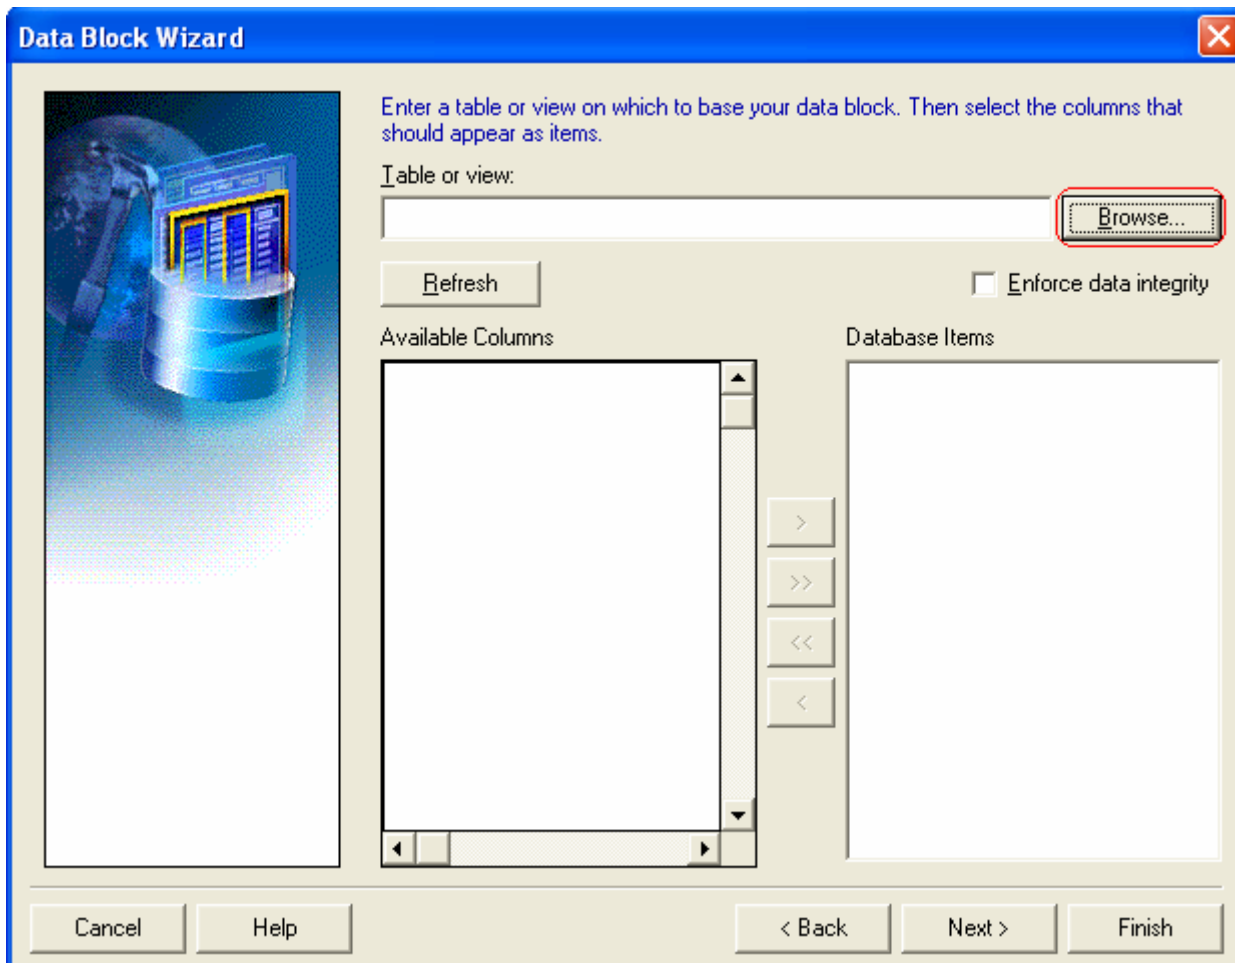 Data Block Wizard
Enter a table or view on which to base your data block. Then select the columns that
should appear as items.
Table or view:
Browse...
Refresh
Enforce data integrity
Available Columns
Database Items
>
>>
<<
<
Cancel
Help
< Back
Next >
Finish